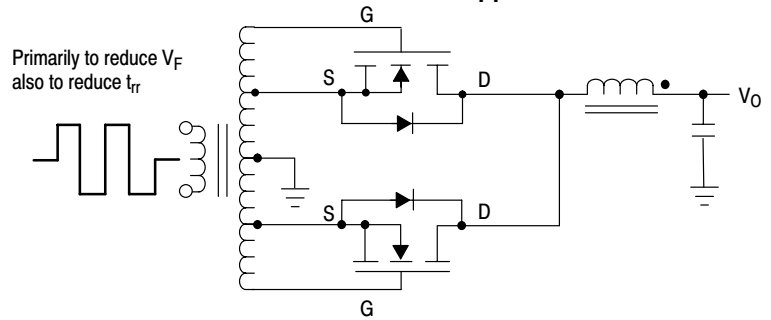 G
Primarily to reduce V_F
also to reduce t_rr
S
D
V_O
S
D
G